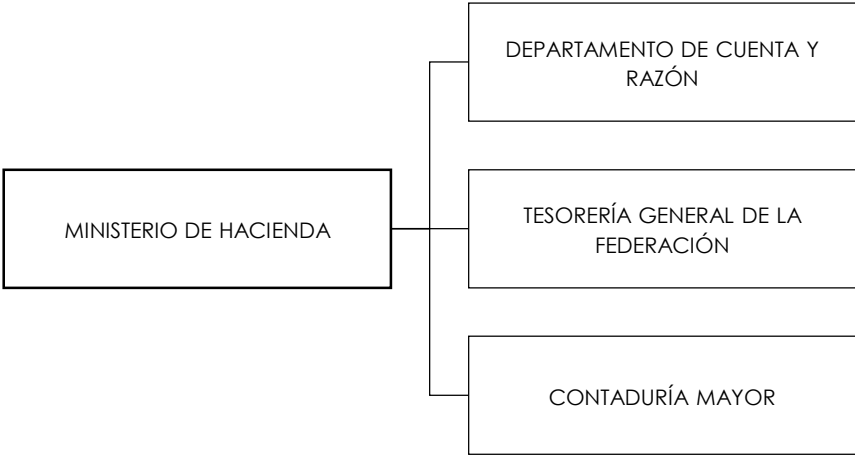 DEPARTAMENTO DE CUENTA Y
RAZÓN
MINISTERIO DE HACIENDA
TESORERÍA GENERAL DE LA
FEDERACIÓN
CONTADURÍA MAYOR